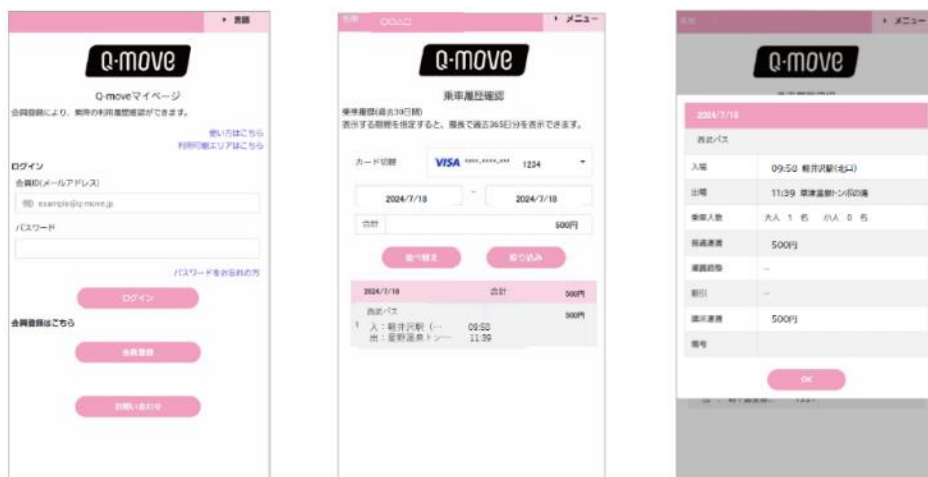 言語
Q-move
Q-moveマイページ
会員登録により、乗降の利用履歴確認ができます。
使い方はこちら
利用可能エリアはこちら
ログイン
会員ID(メールアドレス)
例) example@q-move.jp
パスワード
パスワードをお忘れの方
ログイン
会員登録はこちら
会員登録
お問い合わせ
メニュー
Q-move
乗車履歴確認
乗車履歴(過去30日間)
表示する期間を指定すると、最長で過去365日分を表示できます。
カード切替 VISA ****-****-**** 1234
2024/7/18 ~ 2024/7/18
合計 500円
並べ替え 絞り込み
2024/7/18 合計 500円
西武バス 500円
1 入:軽井沢駅(… 09:50
出:星野温泉トン… 11:39
メニュー
Q-move
2024/7/18
西武バス
入場 09:50 軽井沢駅(北口)
出場 11:39 草津温泉トンボの湯
乗車人数 大人 1 名 小人 0 名
普通運賃 500円
運賃調整 --
割引 --
請求運賃 500円
備考
OK